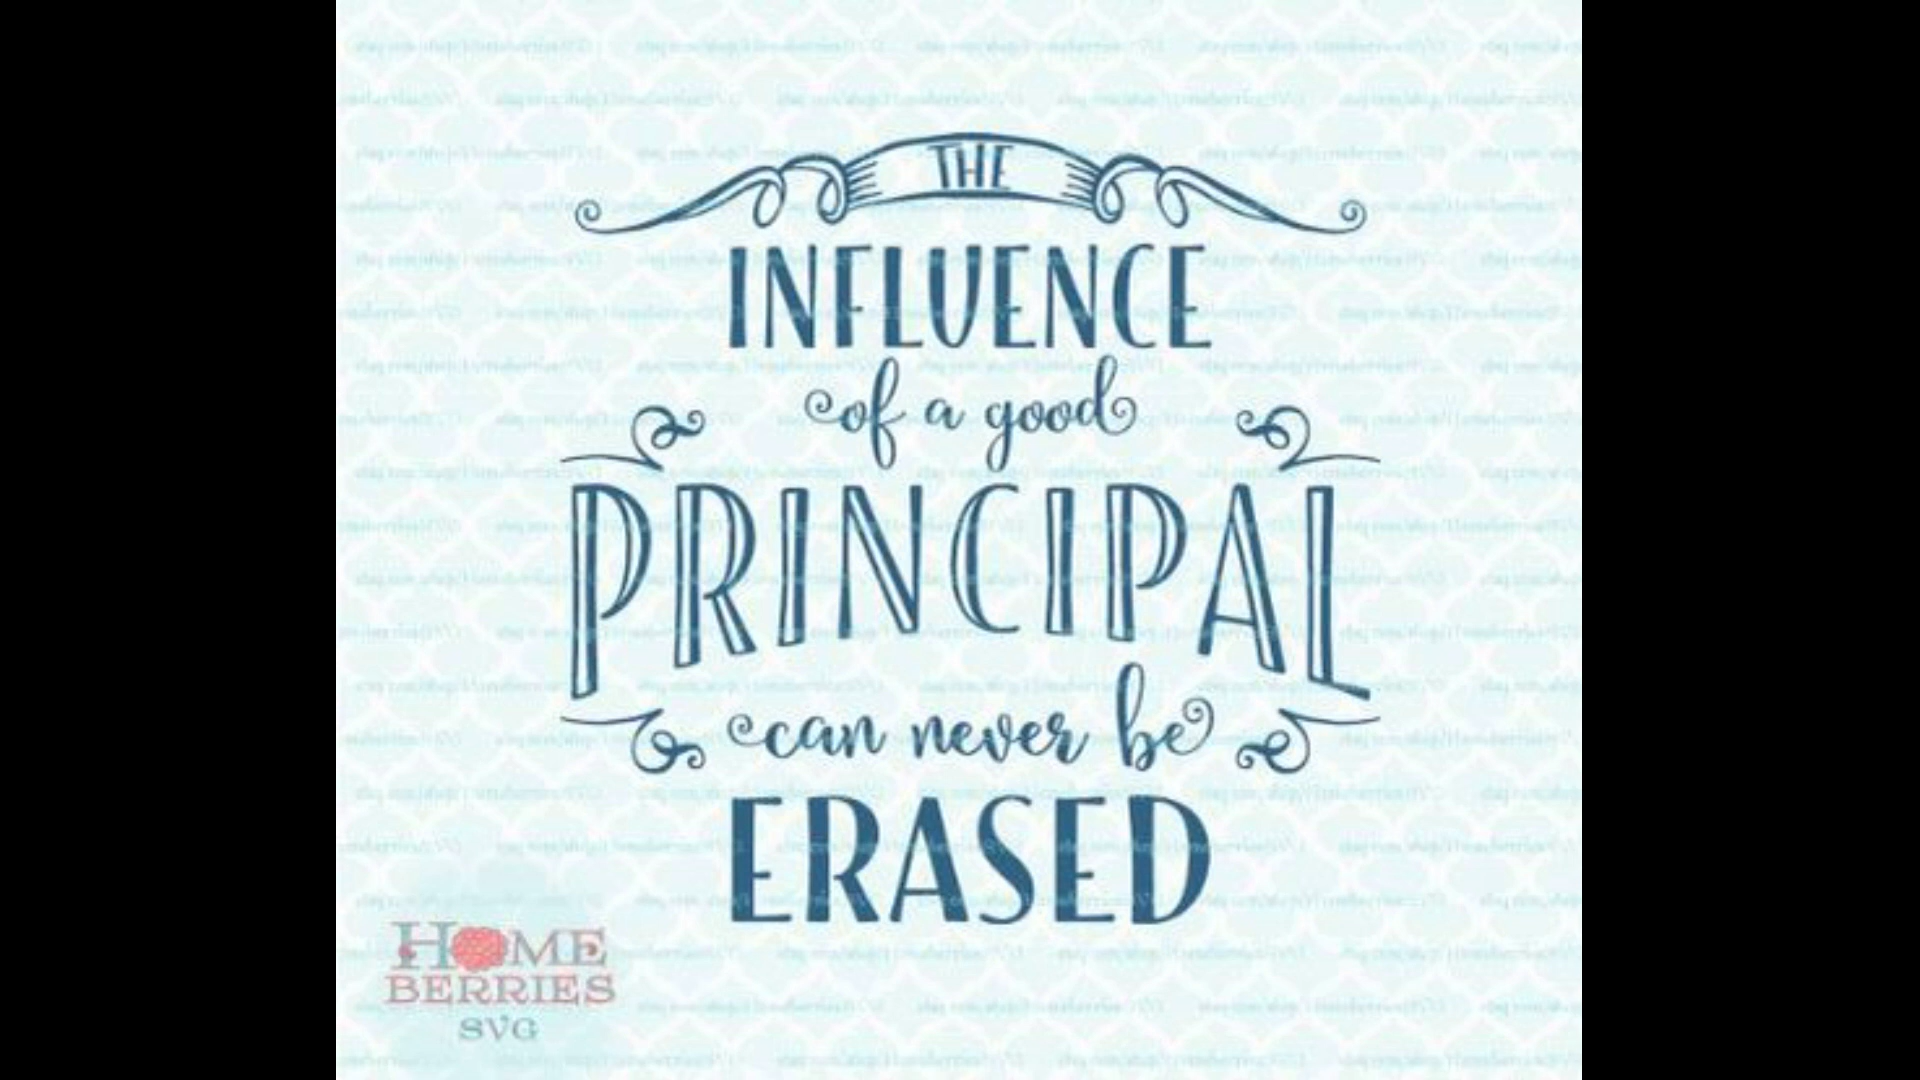 THE
INFLUENCE
of a good
PRINCIPAL
can never be
ERASED
HOME
BERRIES
SVG